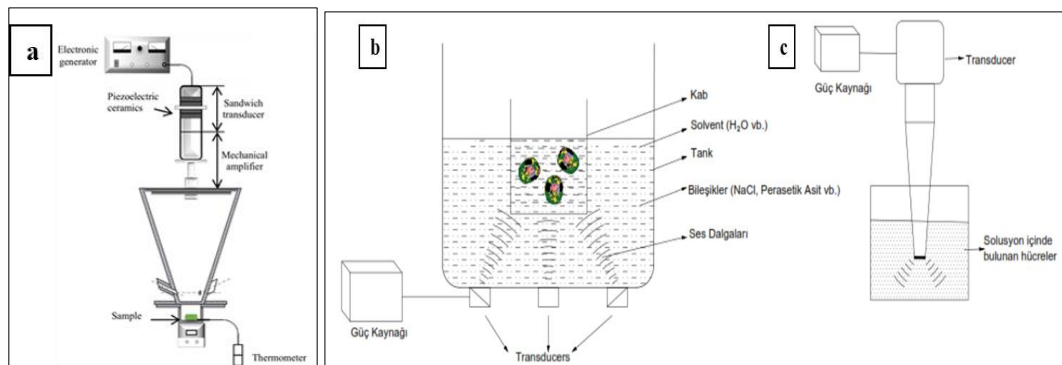 a
Electronic
generator
Piezoelectric
ceramics
Sandwich
transducer
Mechanical
amplifier
Sample
Thermometer
b
Kab
Solvent (H₂O vb.)
Tank
Bileşikler (NaCl, Perasetik Asit vb.)
Ses Dalgaları
Güç Kaynağı
Transducers
c
Güç Kaynağı
Transducer
Solusyon içinde
bulunan hücreler